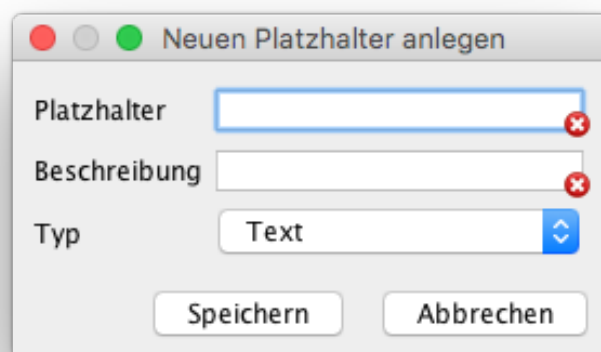 Neuen Platzhalter anlegen
Platzhalter
Beschreibung
Typ Text
Speichern Abbrechen